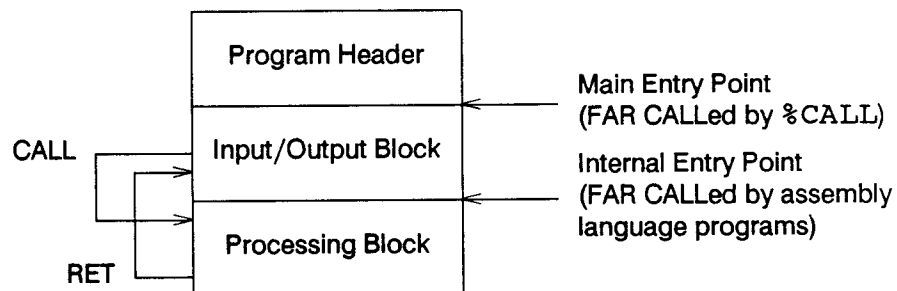 Program Header
Main Entry Point
(FAR CALLed by %CALL)
CALL
Input/Output Block
Internal Entry Point
(FAR CALLed by assembly
language programs)
Processing Block
RET